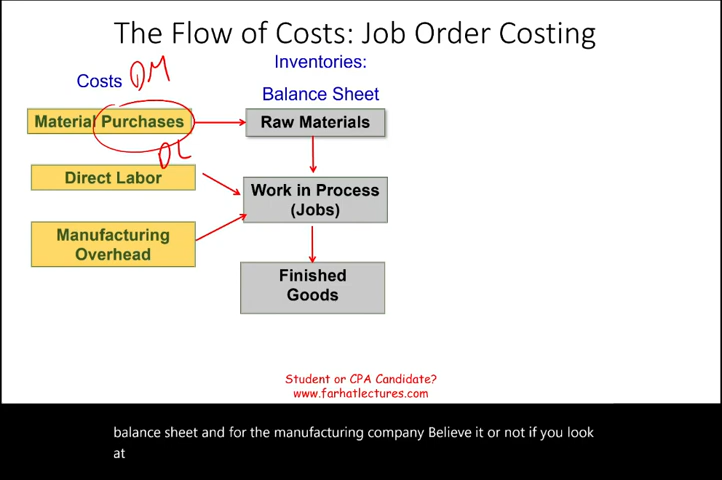 The Flow of Costs: Job Order Costing
Costs DM
Inventories:
Balance Sheet
Material Purchases
Raw Materials
DL
Direct Labor
Work in Process
(Jobs)
Manufacturing
Overhead
Finished
Goods
Student or CPA Candidate?
www.farhatlectures.com
balance sheet and for the manufacturing company Believe it or not if you look
at